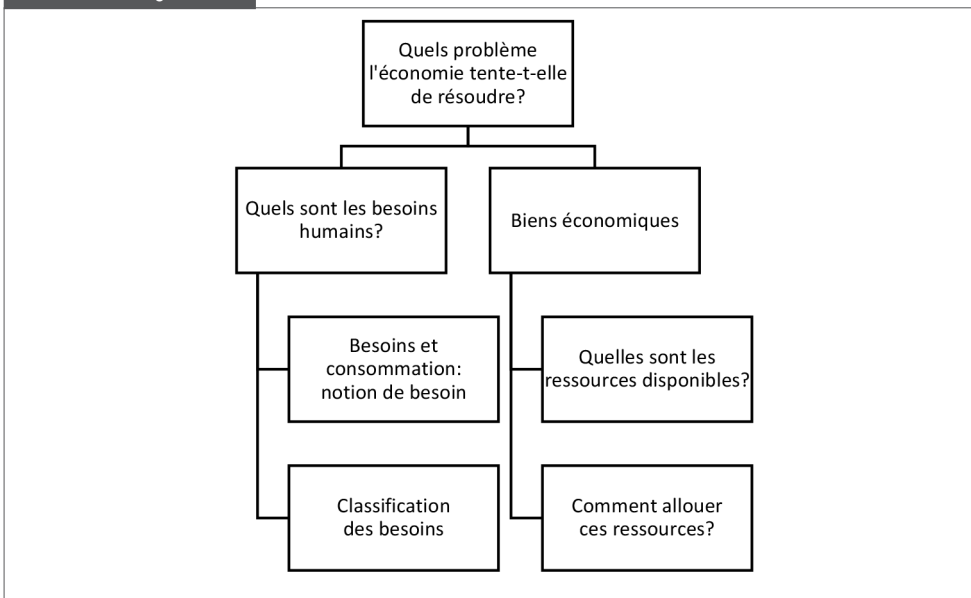 Quels problème
l'économie tente-t-elle
de résoudre?
Quels sont les besoins
humains?
Biens économiques
Besoins et
consommation:
notion de besoin
Quelles sont les
ressources disponibles?
Classification
des besoins
Comment allouer
ces ressources?